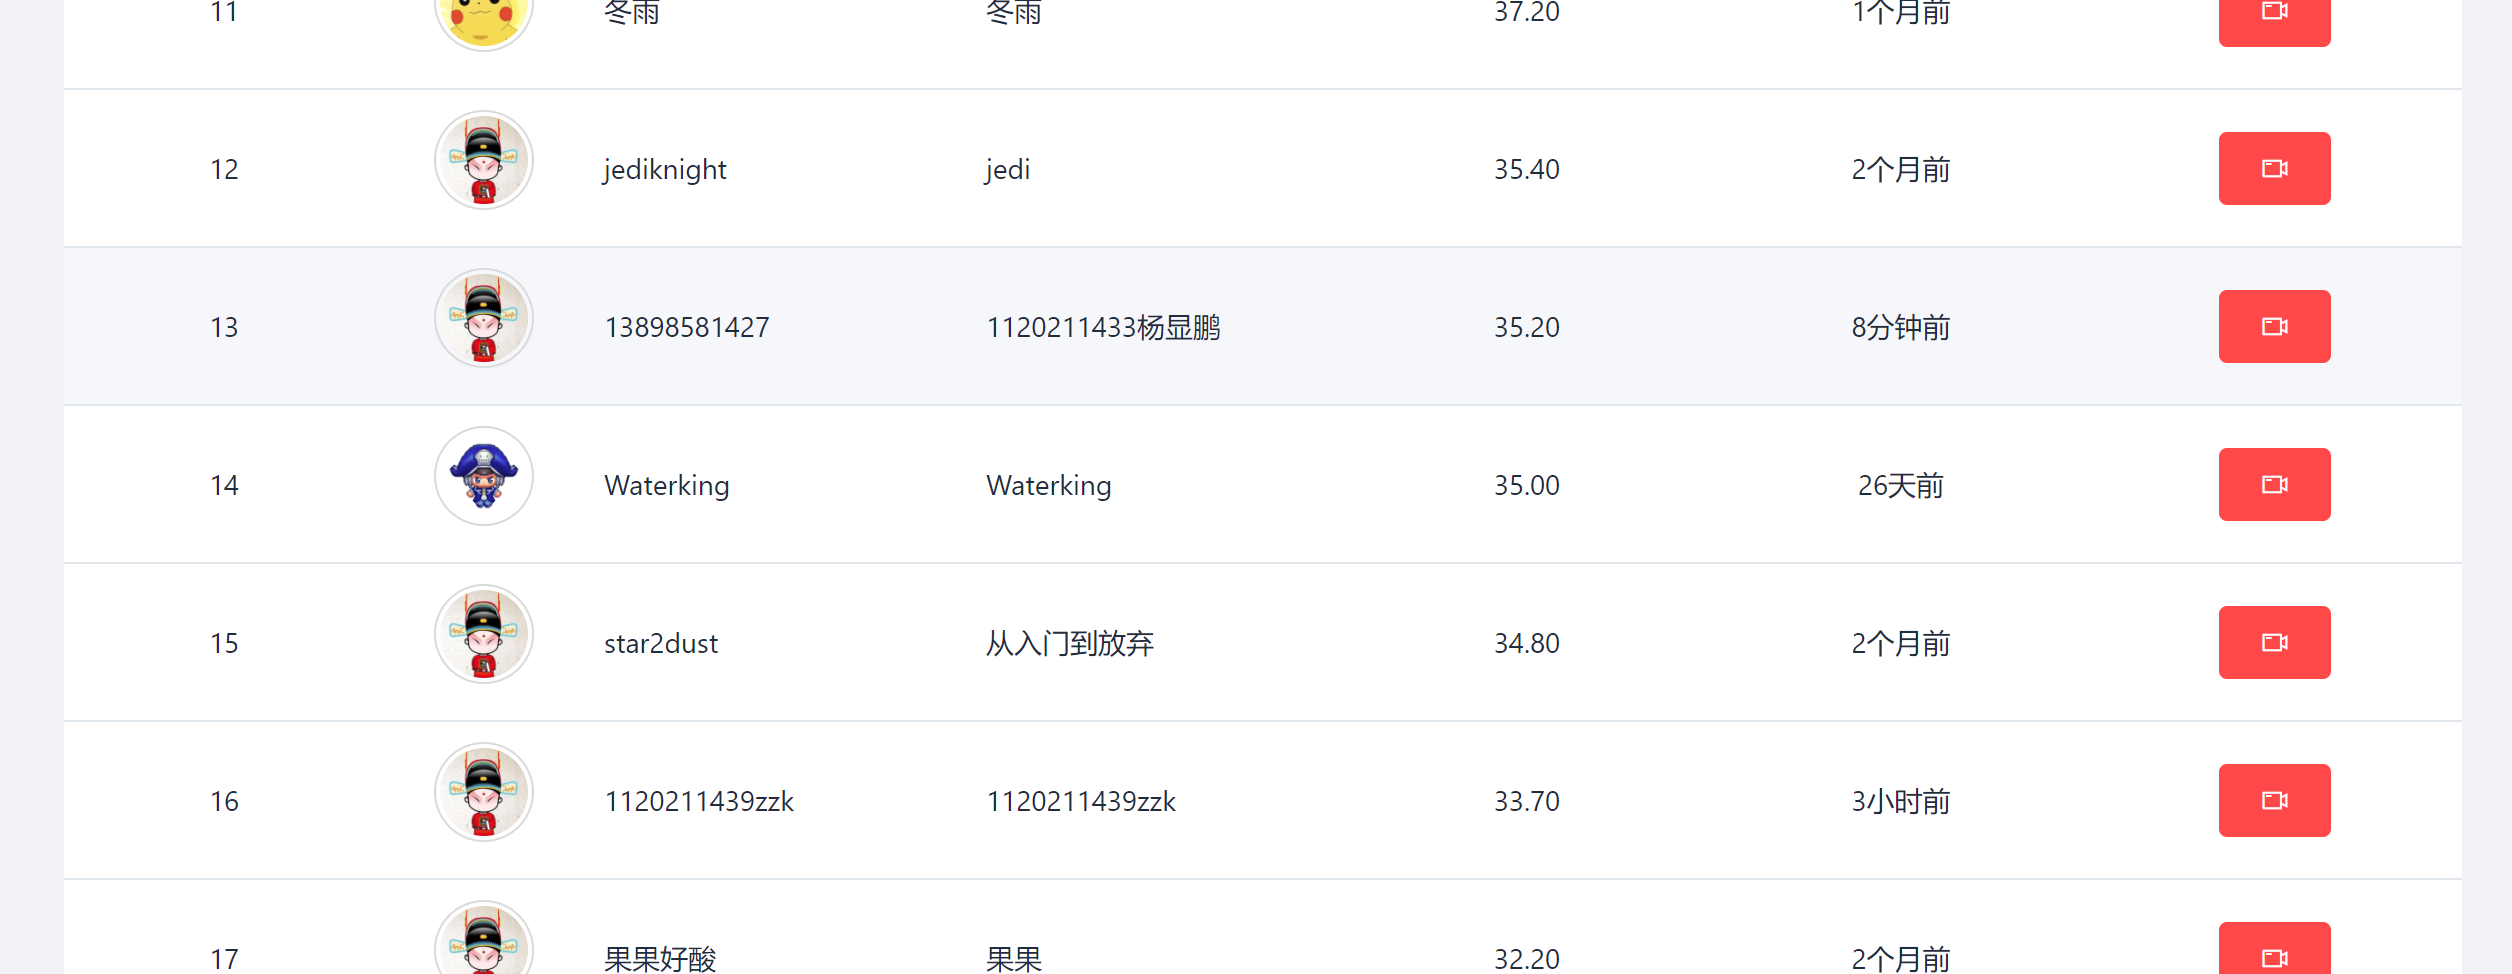 11 冬雨 冬雨 37.20 1个月前
12 jediknight jedi 35.40 2个月前
13 13898581427 1120211433杨显鹏 35.20 8分钟前
14 Waterking Waterking 35.00 26天前
15 star2dust 从入门到放弃 34.80 2个月前
16 1120211439zzk 1120211439zzk 33.70 3小时前
17 果果好酸 果果 32.20 2个月前